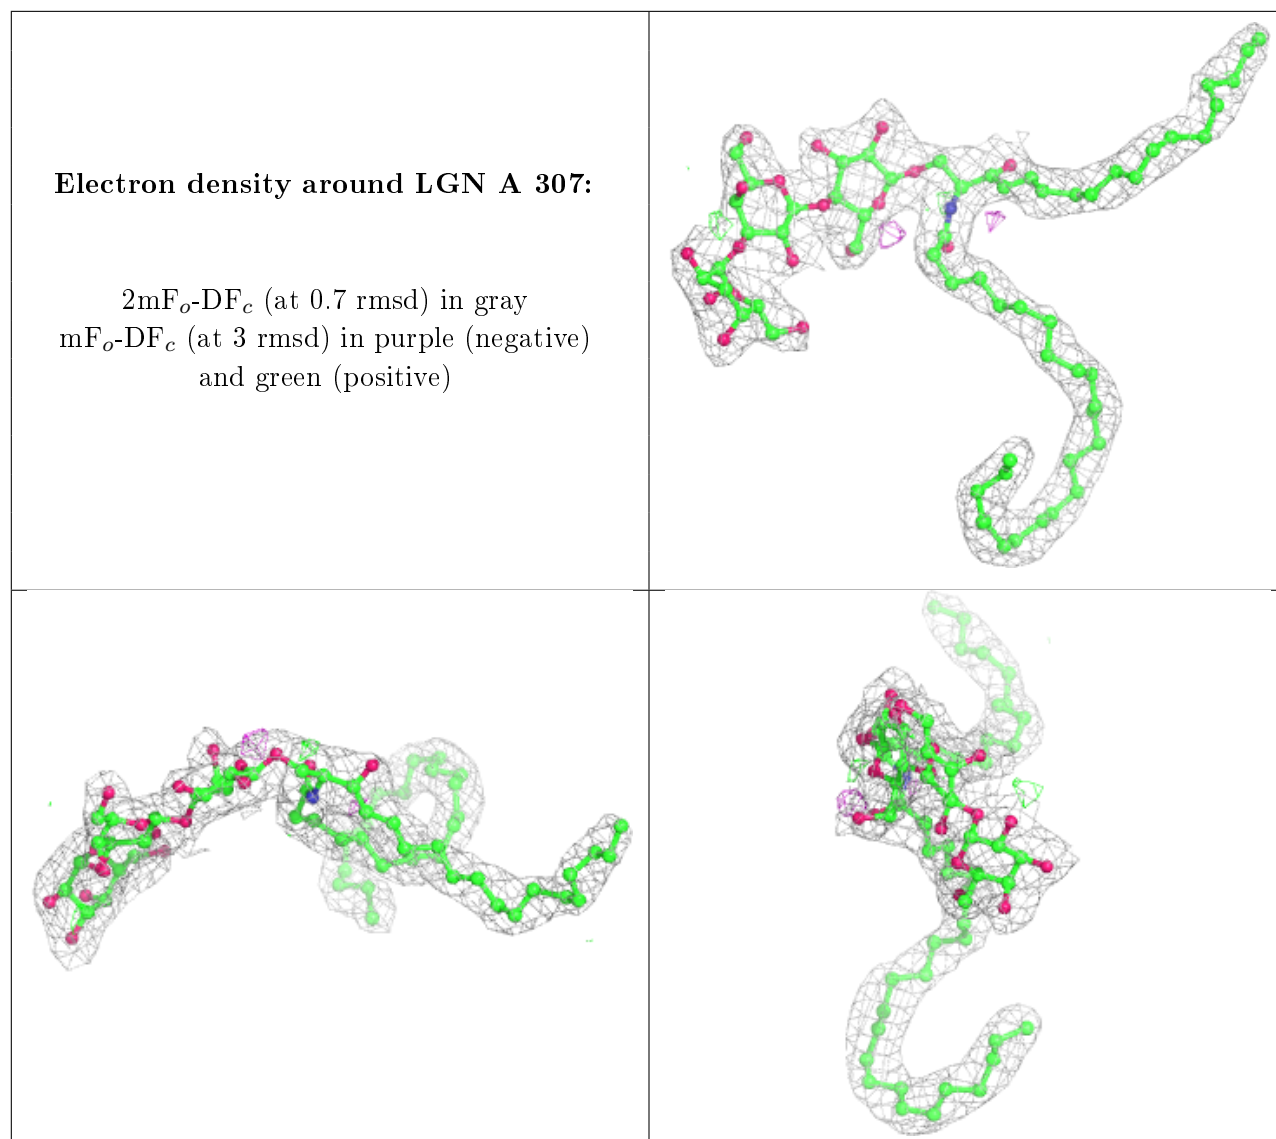 Electron density around LGN A 307:
2mFo-DFc (at 0.7 rmsd) in gray
mFo-DFc (at 3 rmsd) in purple (negative)
and green (positive)